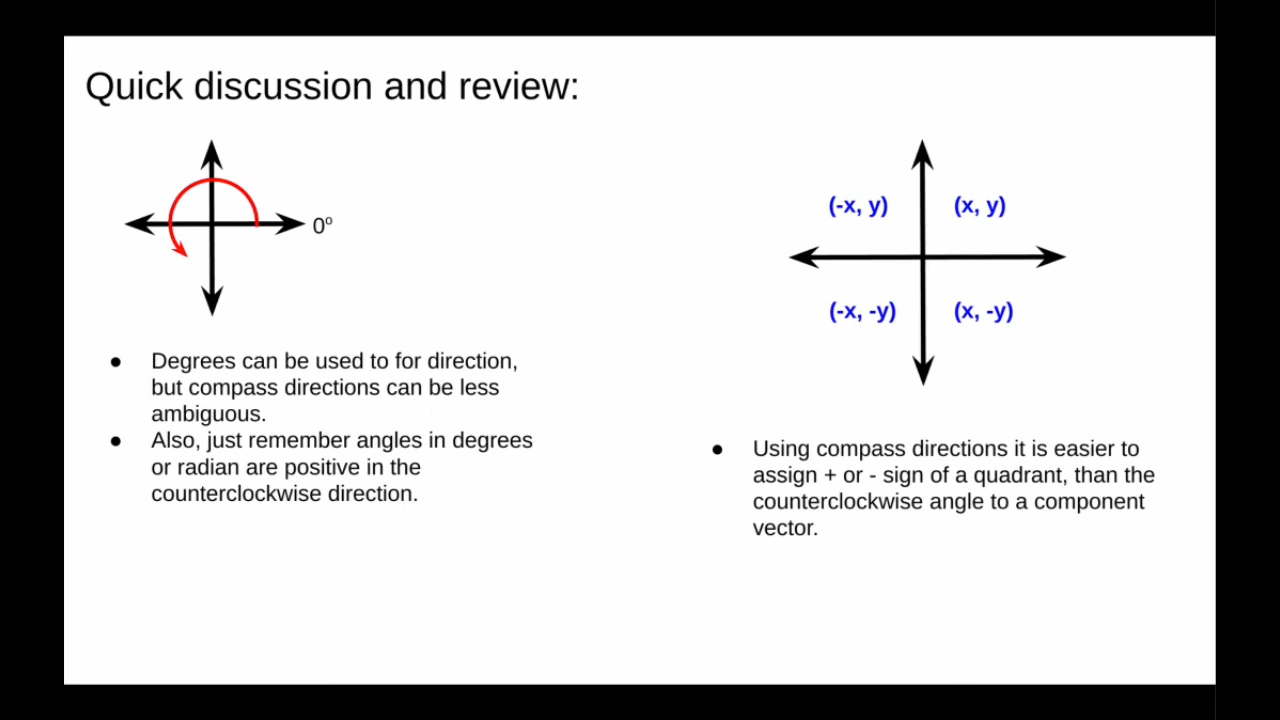 Quick discussion and review:
0º
● Degrees can be used to for direction,
but compass directions can be less
ambiguous.
● Also, just remember angles in degrees
or radian are positive in the
counterclockwise direction.
(-x, y) (x, y)
(-x, -y) (x, -y)
● Using compass directions it is easier to
assign + or - sign of a quadrant, than the
counterclockwise angle to a component
vector.